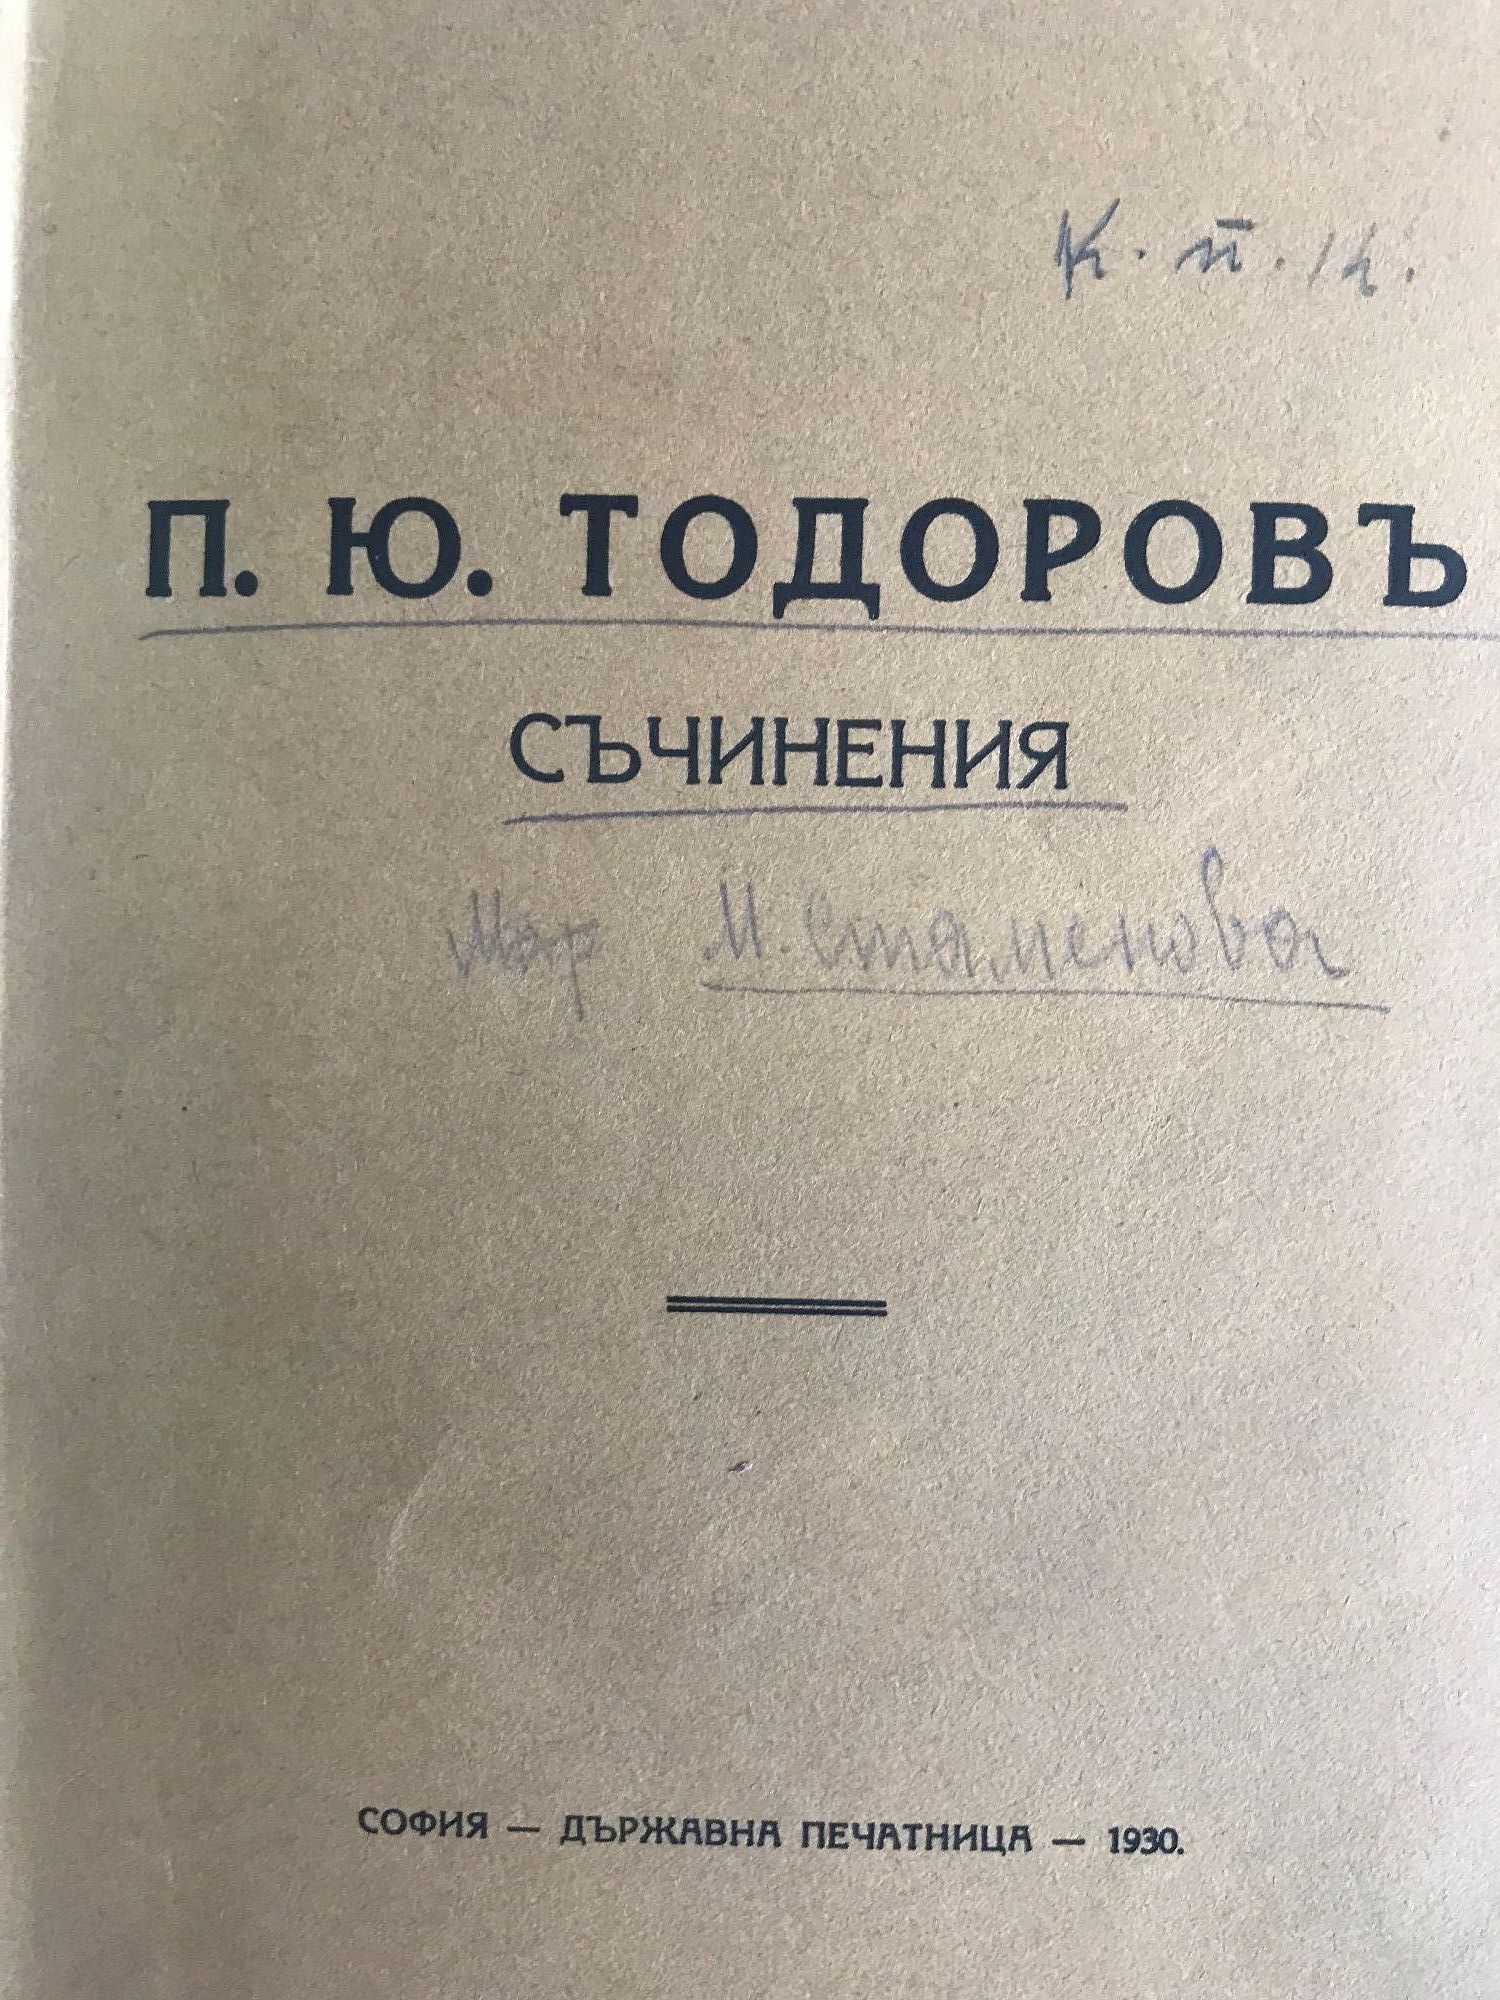 К. п. к.
П. Ю. ТОДОРОВЪ
СЪЧИНЕНИЯ
М. Стаменова
СОФИЯ — ДЪРЖАВНА ПЕЧАТНИЦА — 1930.